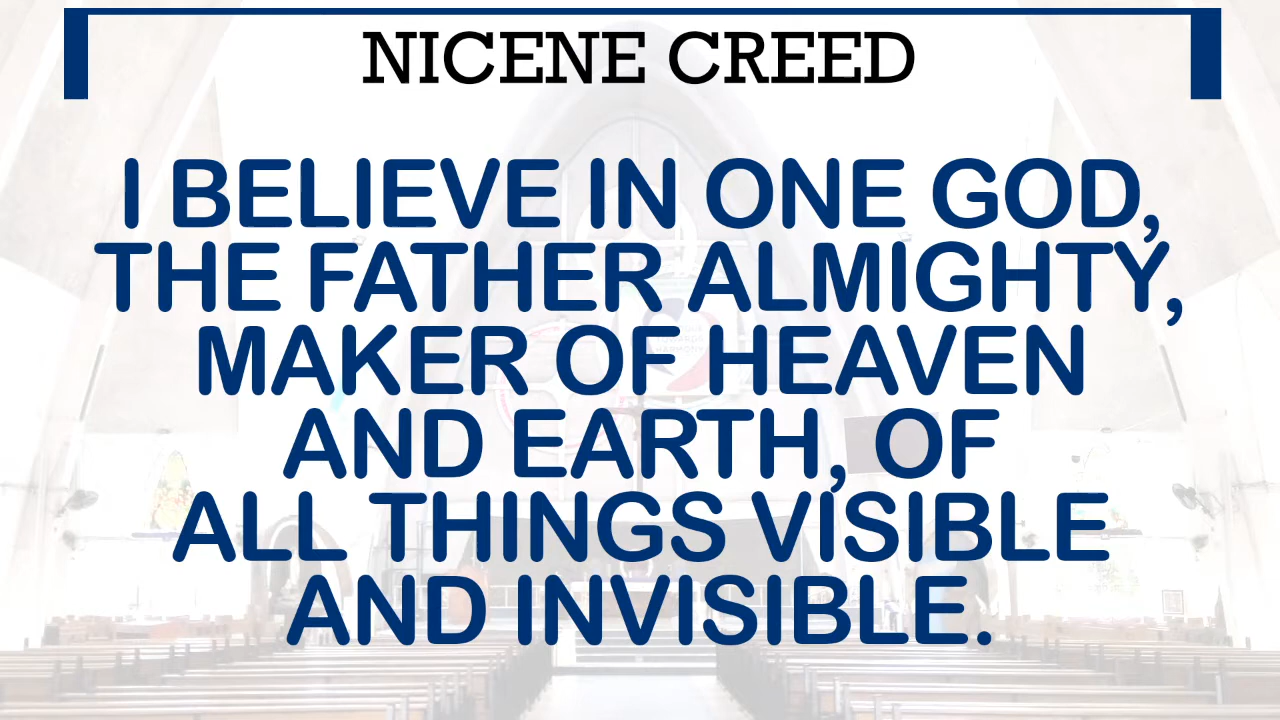 NICENE CREED
I BELIEVE IN ONE GOD,
THE FATHER ALMIGHTY,
MAKER OF HEAVEN
AND EARTH, OF
ALL THINGS VISIBLE
AND INVISIBLE.